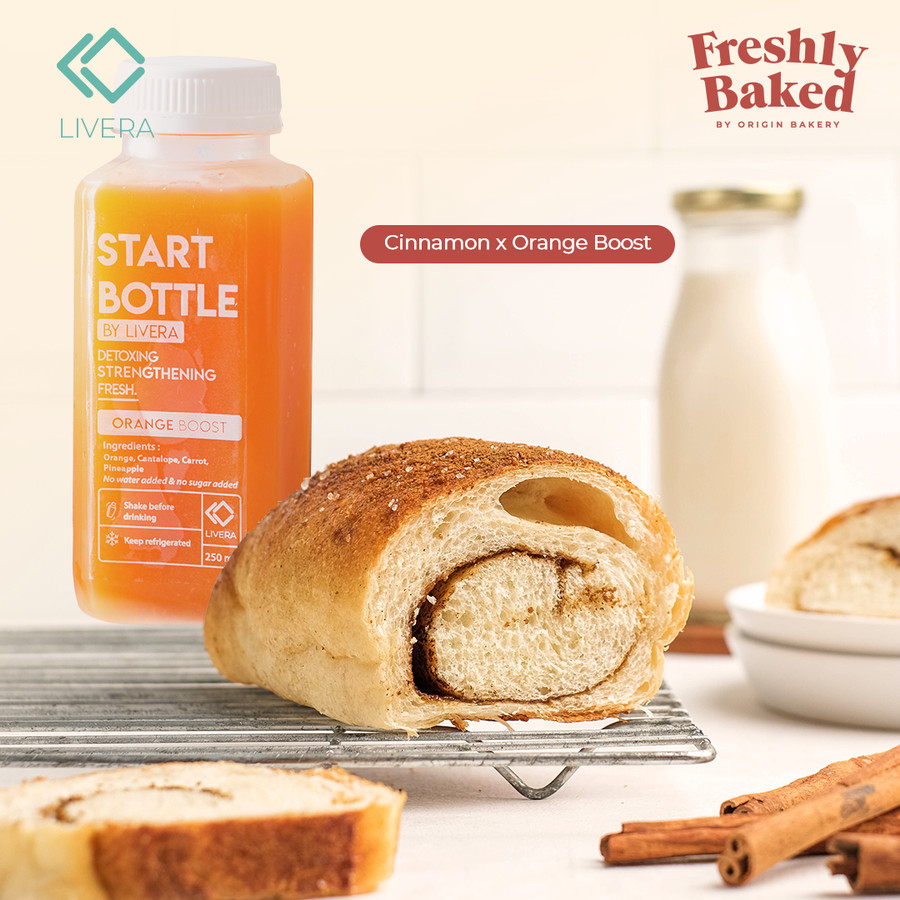 LIVERA
Freshly
Baked
BY ORIGIN BAKERY
Cinnamon x Orange Boost
START
BOTTLE
BY LIVERA
DETOXING
STRENGTHENING
FRESH.
ORANGE BOOST
Ingredients :
Orange, Cantalope, Carrot,
Pineapple
No water added & no sugar added
Shake before
drinking
Keep refrigerated
LIVERA
250